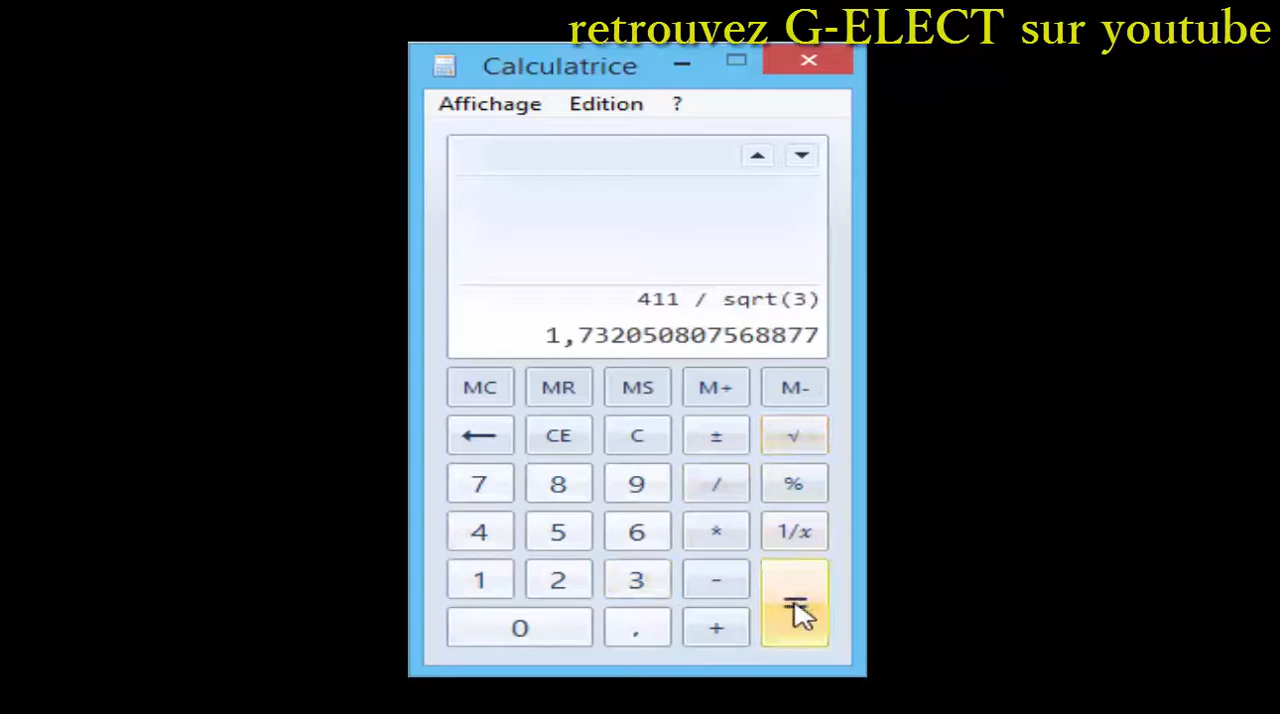 retrouvez G-ELECT sur youtube
Calculatrice
Affichage Edition ?
411 / sqrt(3)
1,732050807568877
MC MR MS M+ M-
← CE C ± √
7 8 9 / %
4 5 6 * 1/x
1 2 3 - =
0 , +